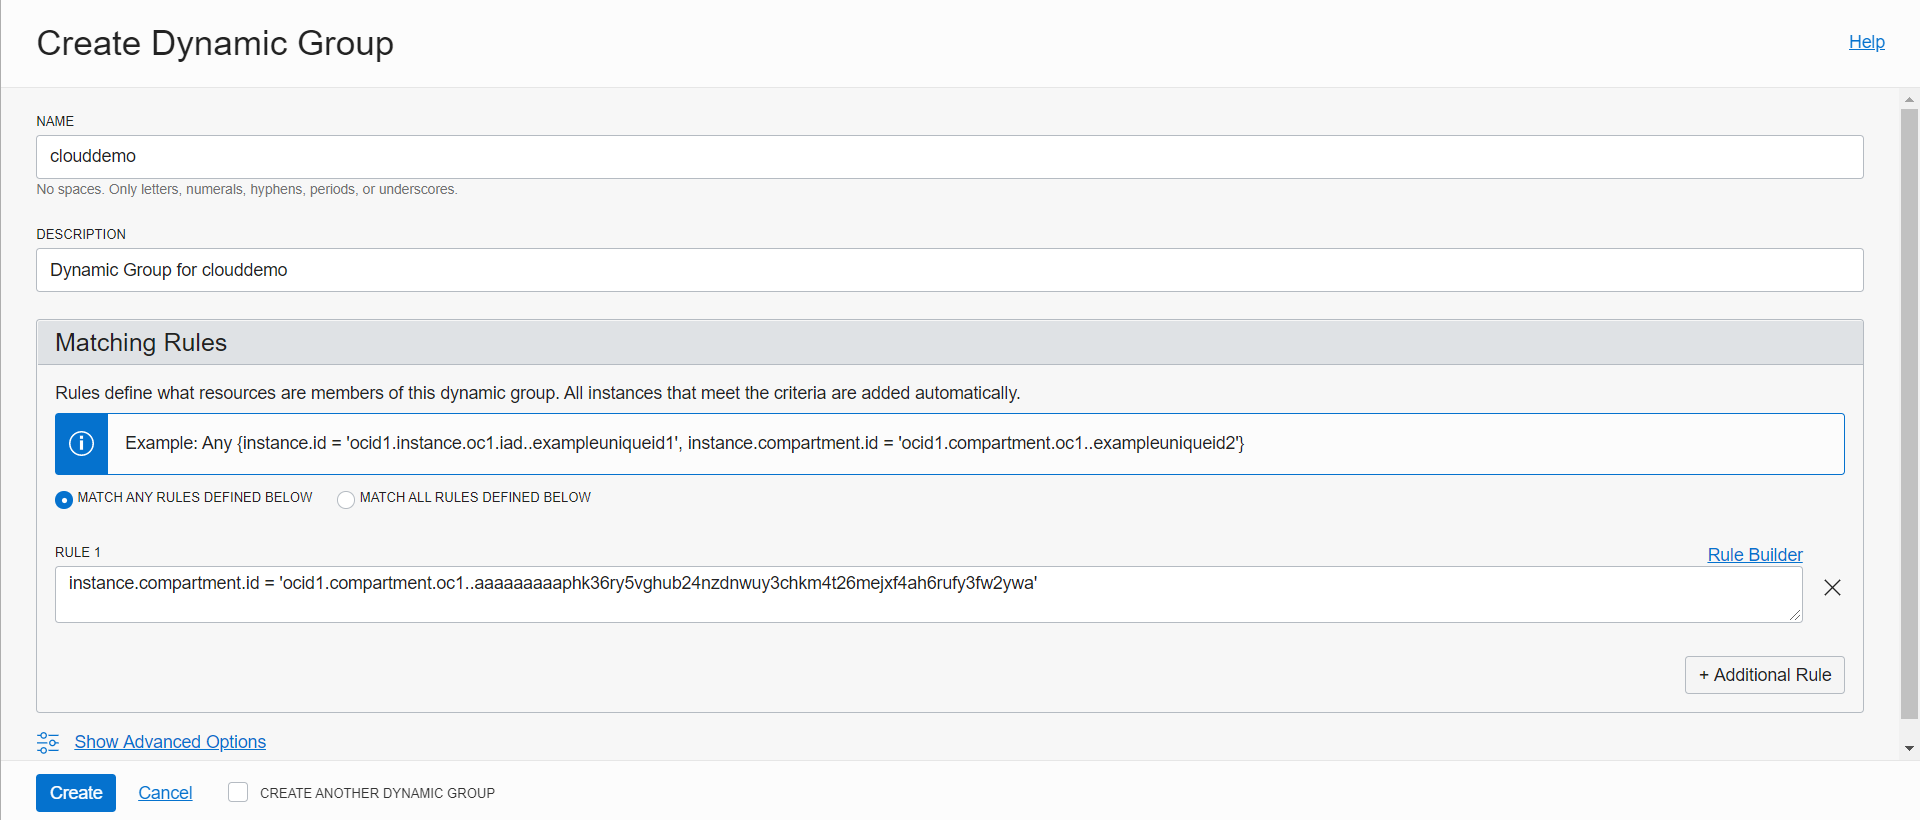 Create Dynamic Group
Help
NAME
clouddemo
No spaces. Only letters, numerals, hyphens, periods, or underscores.
DESCRIPTION
Dynamic Group for clouddemo
Matching Rules
Rules define what resources are members of this dynamic group. All instances that meet the criteria are added automatically.
Example: Any {instance.id = 'ocid1.instance.oc1.iad..exampleuniqueid1', instance.compartment.id = 'ocid1.compartment.oc1..exampleuniqueid2'}
MATCH ANY RULES DEFINED BELOW MATCH ALL RULES DEFINED BELOW
RULE 1
Rule Builder
instance.compartment.id = 'ocid1.compartment.oc1..aaaaaaaaaphk36ry5vghub24nzdnwuy3chkm4t26mejxf4ah6rufy3fw2ywa'
+ Additional Rule
Show Advanced Options
Create Cancel CREATE ANOTHER DYNAMIC GROUP